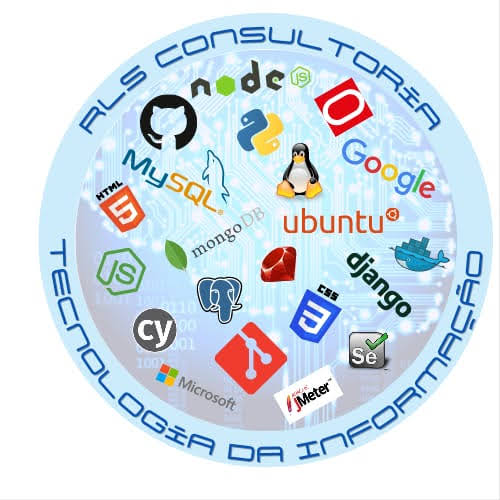 RLS CONSULTORIA
node
JS
MySQL®
Google
HTML
5
mongoDB
ubuntu
JS
django
CSS
3
cy
Se
Microsoft
JMeter™
TECNOLOGIA DA INFORMAÇÃO